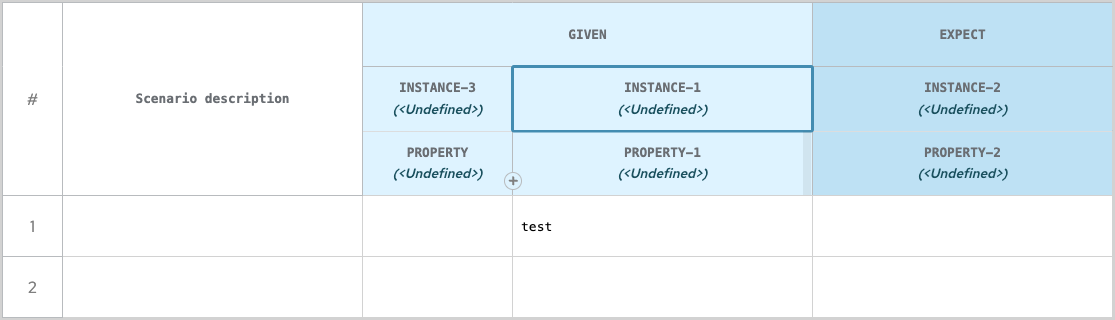 GIVEN
EXPECT
#
Scenario description
INSTANCE-3
(<Undefined>)
INSTANCE-1
(<Undefined>)
INSTANCE-2
(<Undefined>)
PROPERTY
(<Undefined>)
PROPERTY-1
(<Undefined>)
PROPERTY-2
(<Undefined>)
1
test
2